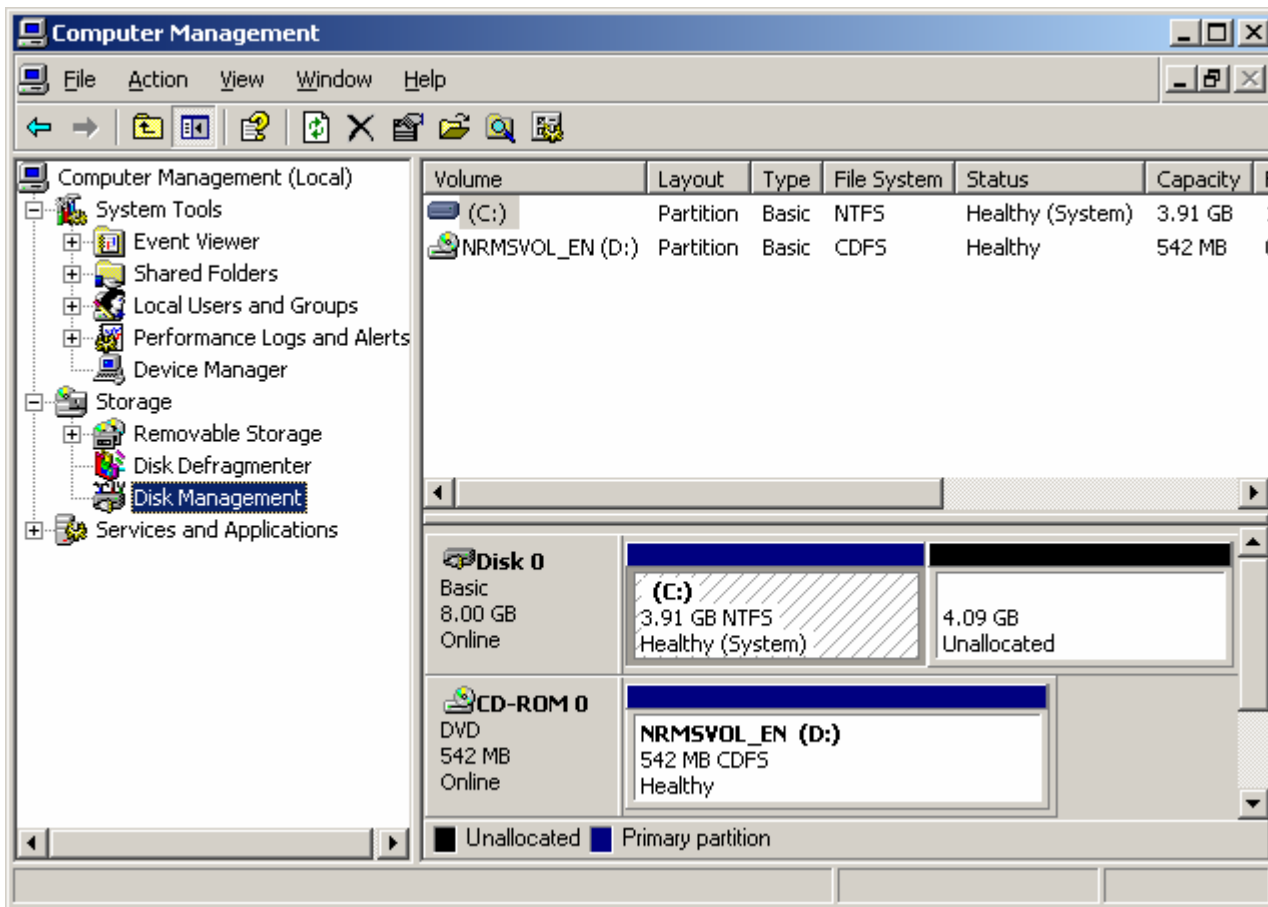 Computer Management
File Action View Window Help
Computer Management (Local)
System Tools
Event Viewer
Shared Folders
Local Users and Groups
Performance Logs and Alerts
Device Manager
Storage
Removable Storage
Disk Defragmenter
Disk Management
Services and Applications
Volume Layout Type File System Status Capacity
(C:) Partition Basic NTFS Healthy (System) 3.91 GB
NRMSVOL_EN (D:) Partition Basic CDFS Healthy 542 MB
Disk 0
Basic
8.00 GB
Online
(C:)
3.91 GB NTFS
Healthy (System)
4.09 GB
Unallocated
CD-ROM 0
DVD
542 MB
Online
NRMSVOL_EN (D:)
542 MB CDFS
Healthy
Unallocated Primary partition